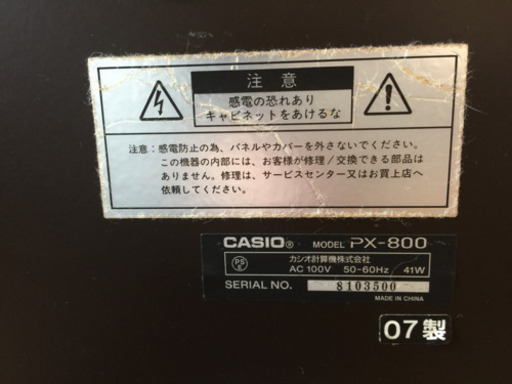 注 意
感電の恐れあり
キャビネットをあけるな
注意:感電防止の為、パネルやカバーを外さないでください。
この機器の内部には、お客様が修理/交換できる部品は
ありません。修理は、サービスセンター又はお買上店へ
依頼してください。
CASIO® MODEL PX-800
PS
E
カシオ計算機株式会社
AC 100V 50-60Hz 41W
SERIAL NO. 8103500
MADE IN CHINA
07製